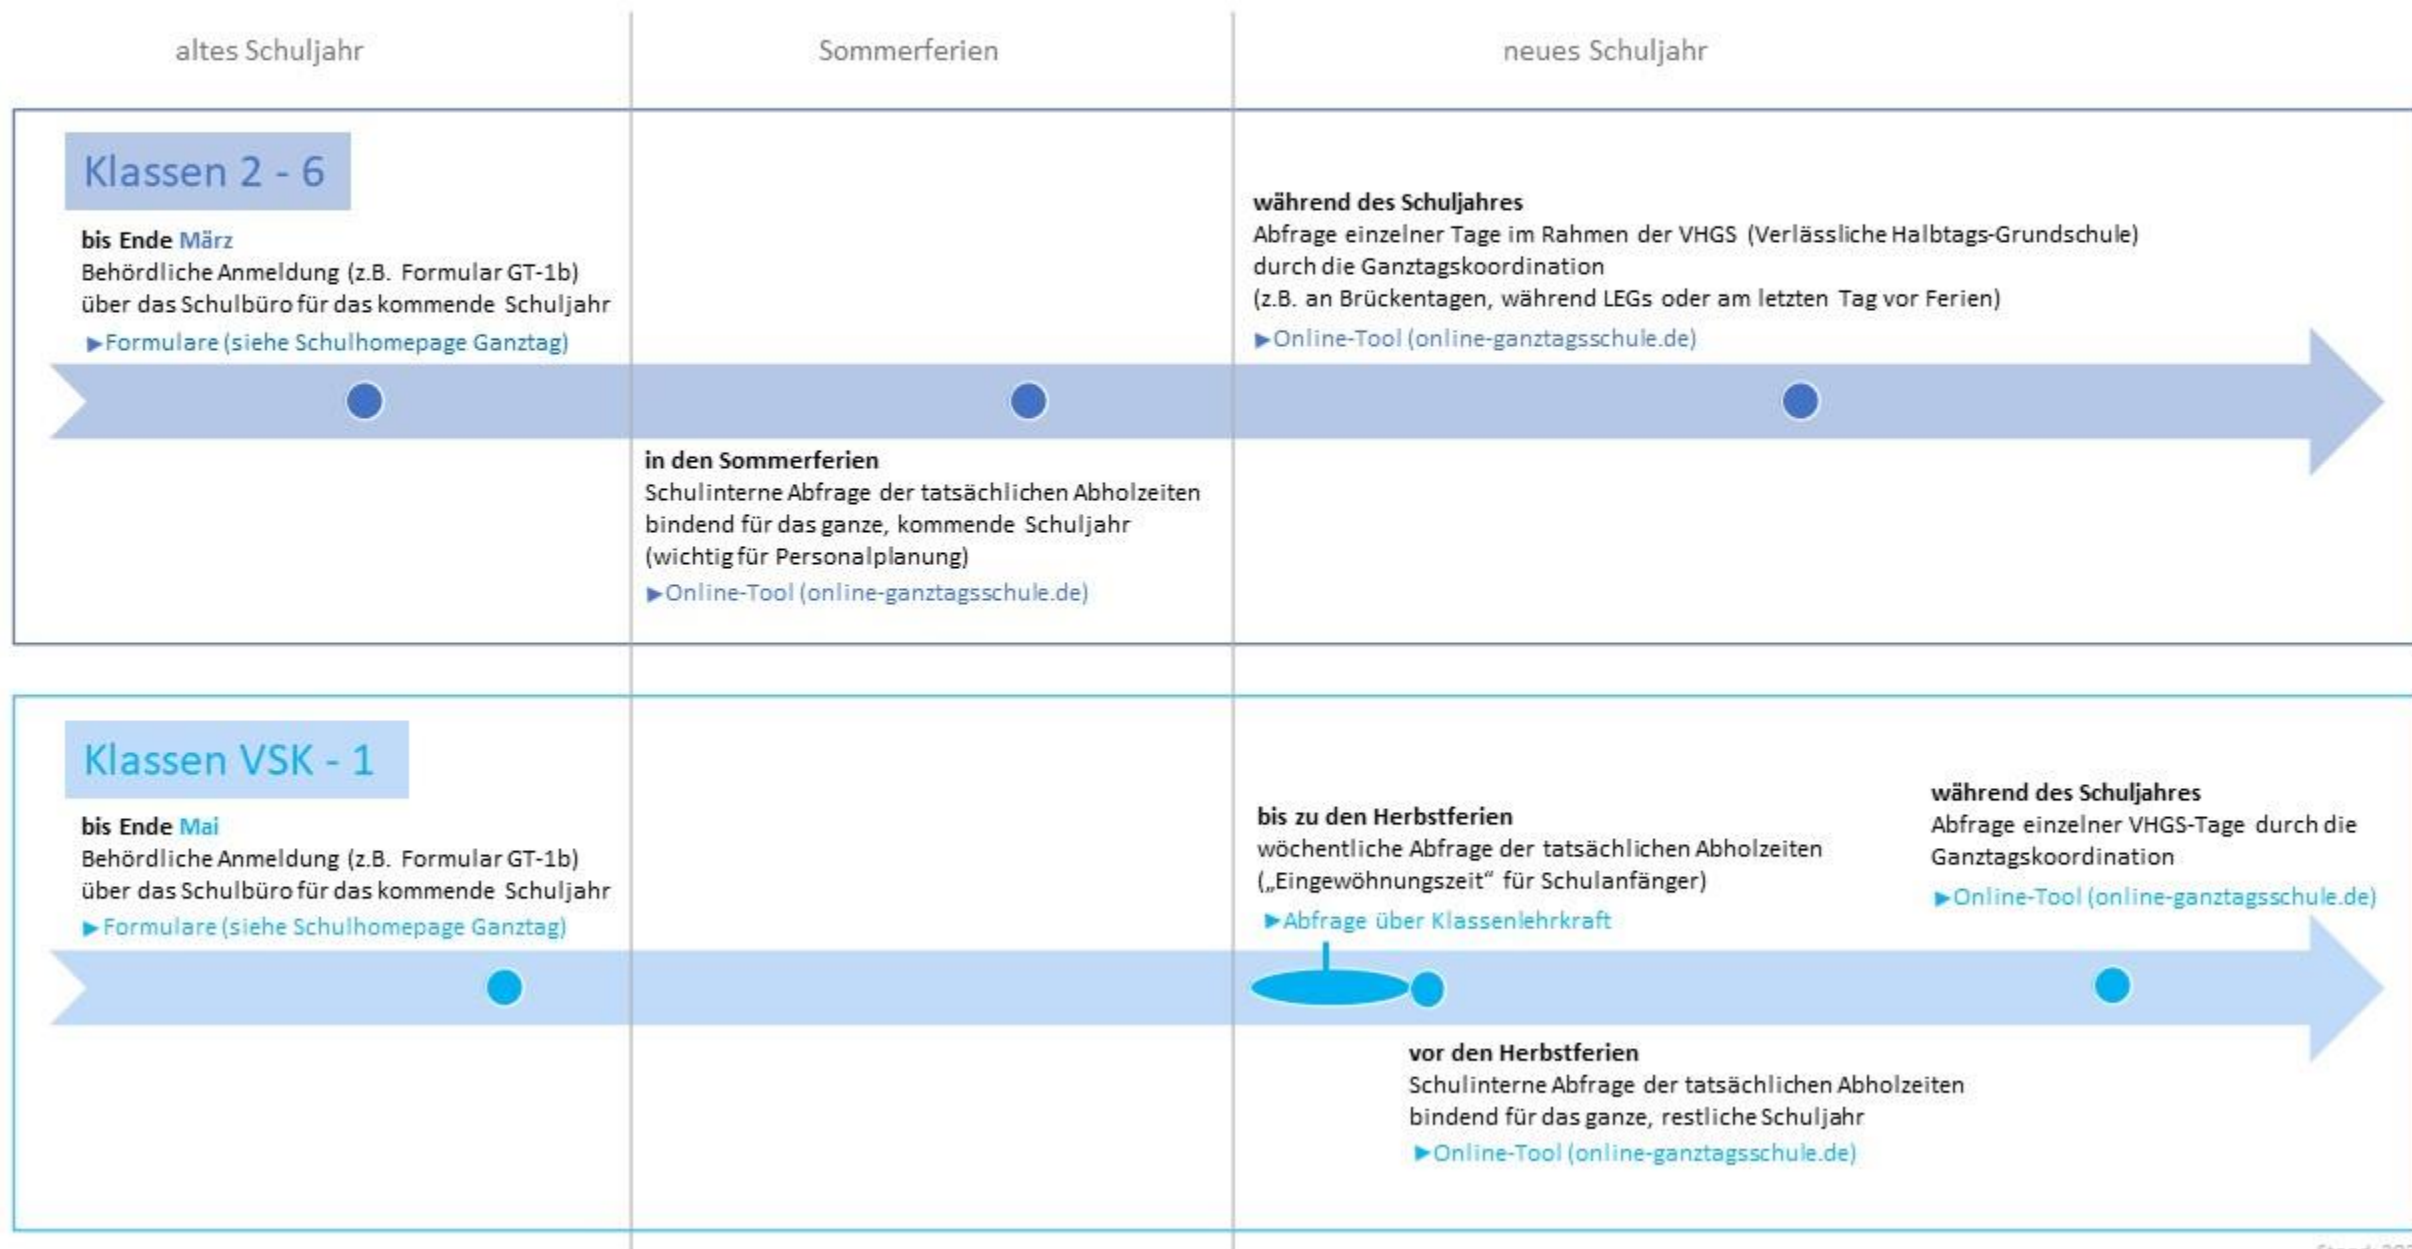 altes Schuljahr
Sommerferien
neues Schuljahr
Klassen 2 - 6
bis Ende März
Behördliche Anmeldung (z.B. Formular GT-1b)
über das Schulbüro für das kommende Schuljahr
▶Formulare (siehe Schulhomepage Ganztag)
in den Sommerferien
Schulinterne Abfrage der tatsächlichen Abholzeiten
bindend für das ganze, kommende Schuljahr
(wichtig für Personalplanung)
▶Online-Tool (online-ganztagsschule.de)
während des Schuljahres
Abfrage einzelner Tage im Rahmen der VHGS (Verlässliche Halbtags-Grundschule)
durch die Ganztagskoordination
(z.B. an Brückentagen, während LEGs oder am letzten Tag vor Ferien)
▶Online-Tool (online-ganztagsschule.de)
Klassen VSK - 1
bis Ende Mai
Behördliche Anmeldung (z.B. Formular GT-1b)
über das Schulbüro für das kommende Schuljahr
▶Formulare (siehe Schulhomepage Ganztag)
bis zu den Herbstferien
wöchentliche Abfrage der tatsächlichen Abholzeiten
(„Eingewöhnungszeit“ für Schulanfänger)
▶Abfrage über Klassenlehrkraft
vor den Herbstferien
Schulinterne Abfrage der tatsächlichen Abholzeiten
bindend für das ganze, restliche Schuljahr
▶Online-Tool (online-ganztagsschule.de)
während des Schuljahres
Abfrage einzelner VHGS-Tage durch die
Ganztagskoordination
▶Online-Tool (online-ganztagsschule.de)